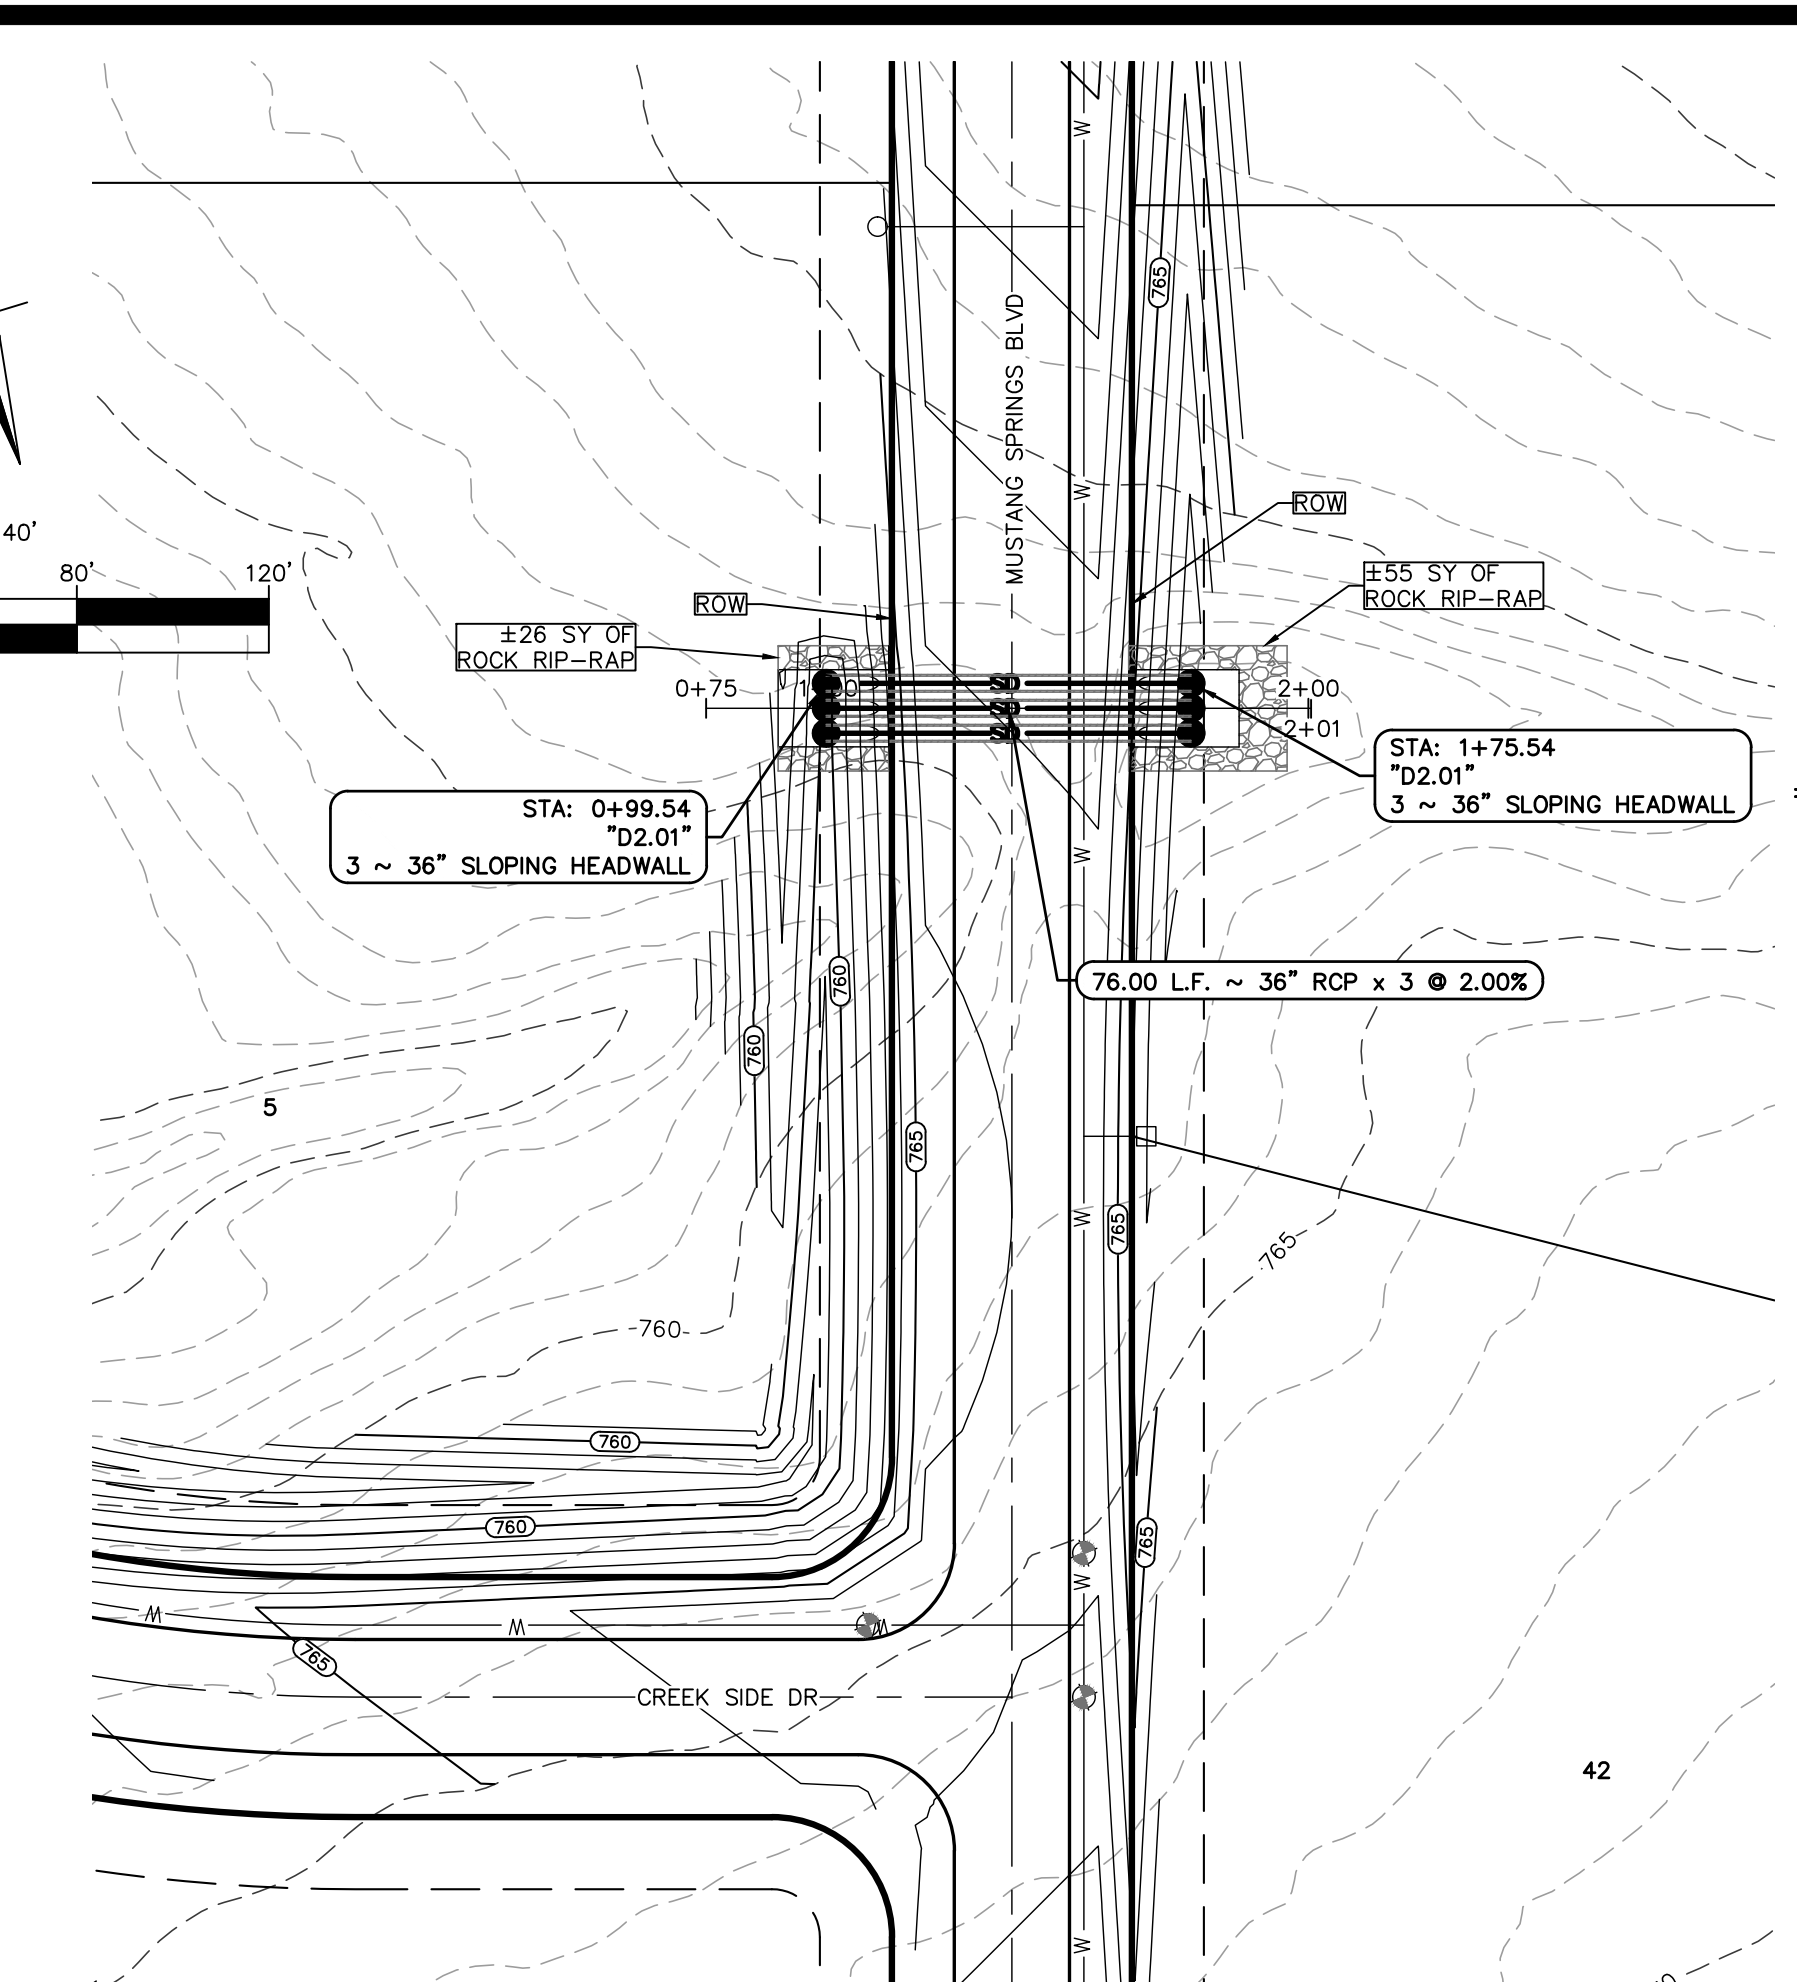 W
765
MUSTANG SPRINGS BLVD
W
ROW
40'
80'
120'
±55 SY OF
ROCK RIP-RAP
ROW
±26 SY OF
ROCK RIP-RAP
0+75
2+00
2+01
STA: 1+75.54
"D2.01"
3 ~ 36" SLOPING HEADWALL
STA: 0+99.54
"D2.01"
3 ~ 36" SLOPING HEADWALL
W
760
76.00 L.F. ~ 36" RCP x 3 @ 2.00%
760
5
765
W
765
765
760
760
760
765
W
W
W
W
765
CREEK SIDE DR
42
W